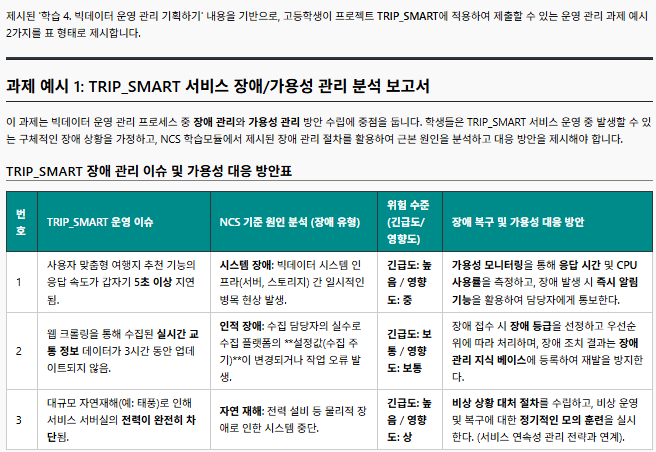 제시된 '학습 4. 빅데이터 운영 관리 기획하기' 내용을 기반으로, 고등학생이 프로젝트 TRIP_SMART에 적용하여 제출할 수 있는 운영 관리 과제 예시
2가지를 표 형태로 제시합니다.
과제 예시 1: TRIP_SMART 서비스 장애/가용성 관리 분석 보고서
이 과제는 빅데이터 운영 관리 프로세스 중 장애 관리와 가용성 관리 방안 수립에 중점을 둡니다. 학생들은 TRIP_SMART 서비스 운영 중 발생할 수 있
는 구체적인 장애 상황을 가정하고, NCS 학습모듈에서 제시된 장애 관리 절차를 활용하여 근본 원인을 분석하고 대응 방안을 제시해야 합니다.
TRIP_SMART 장애 관리 이슈 및 가용성 대응 방안표
번
호
TRIP_SMART 운영 이슈
NCS 기준 원인 분석 (장애 유형)
위험 수준
(긴급도/
영향도)
장애 복구 및 가용성 대응 방안
1
사용자 맞춤형 여행지 추천 기능의
응답 속도가 갑자기 5초 이상 지연
됨.
시스템 장애: 빅데이터 시스템 인
프라(서버, 스토리지) 간 일시적인
병목 현상 발생.
긴급도: 높
음 / 영향
도: 중
가용성 모니터링을 통해 응답 시간 및 CPU
사용률을 측정하고, 장애 발생 시 즉시 알림
기능을 활용하여 담당자에게 통보한다.
2
웹 크롤링을 통해 수집된 실시간 교
통 정보 데이터가 3시간 동안 업데
이트되지 않음.
인적 장애: 수집 담당자의 실수로
수집 플랫폼의 **설정값(수집 주
기)**이 변경되거나 작업 오류 발
생.
긴급도: 보
통 / 영향
도: 보통
장애 접수 시 장애 등급을 선정하고 우선순
위에 따라 처리하며, 장애 조치 결과는 장애
관리 지식 베이스에 등록하여 재발을 방지한
다.
3
대규모 자연재해(예: 태풍)로 인해
서비스 서버실의 전력이 완전히 차
단됨.
자연 재해: 전력 설비 등 물리적 장
애로 인한 시스템 중단.
긴급도: 높
음 / 영향
도: 상
비상 상황 대처 절차를 수립하고, 비상 운영
및 복구에 대한 정기적인 모의 훈련을 실시
한다. (서비스 연속성 관리 전략과 연계).